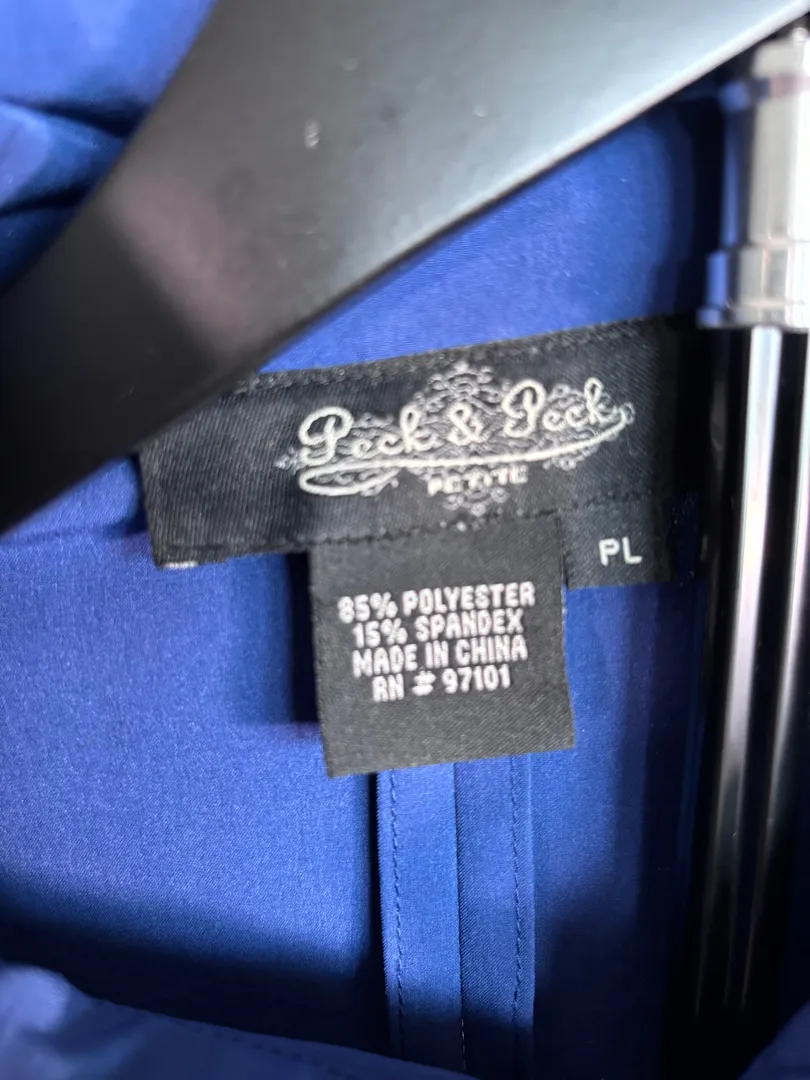 Peck & Peck
PETITE
PL
85% POLYESTER
15% SPANDEX
MADE IN CHINA
RN # 97101